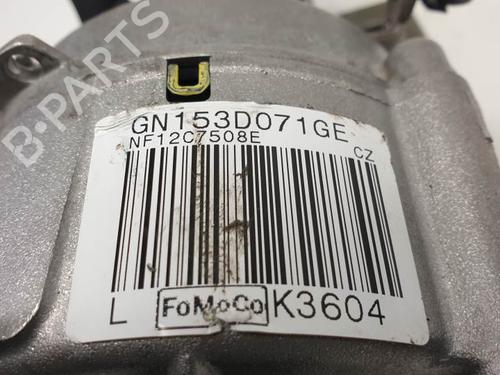 B-PARTS
GN153D071GE
NF12C7508E
CZ
L FoMoCo K3604